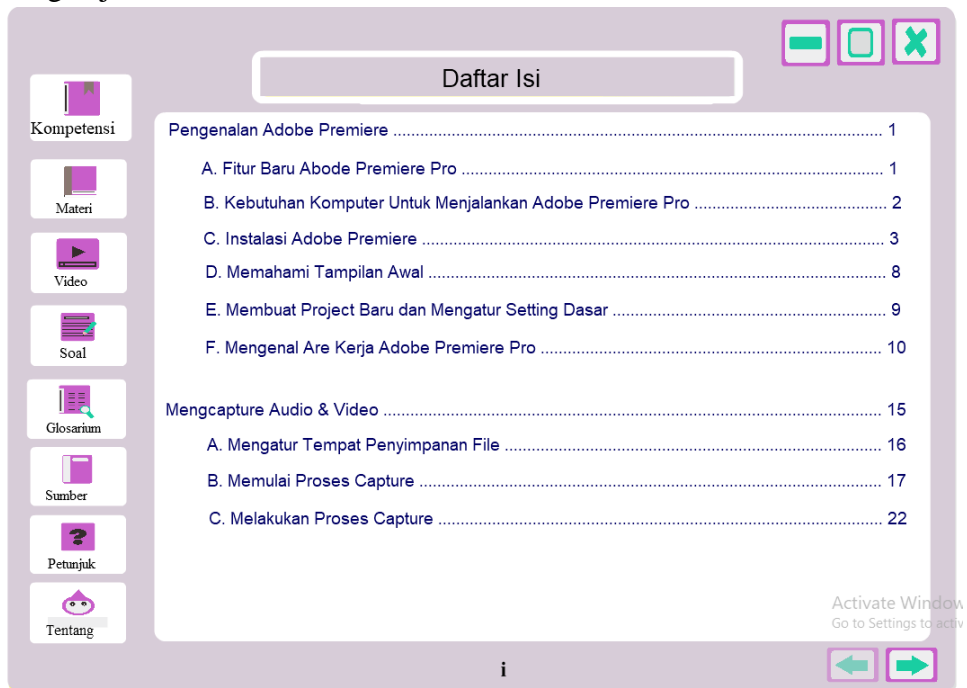 Daftar Isi
Kompetensi
Materi
Video
Soal
Glosarium
Sumber
Petunjuk
Tentang
Pengenalan Adobe Premiere ........ 1
A. Fitur Baru Abode Premiere Pro ........ 1
B. Kebutuhan Komputer Untuk Menjalankan Adobe Premiere Pro ........ 2
C. Instalasi Adobe Premiere ........ 3
D. Memahami Tampilan Awal ........ 8
E. Membuat Project Baru dan Mengatur Setting Dasar ........ 9
F. Mengenal Are Kerja Adobe Premiere Pro ........ 10
Mengcapture Audio & Video ........ 15
A. Mengatur Tempat Penyimpanan File ........ 16
B. Memulai Proses Capture ........ 17
C. Melakukan Proses Capture ........ 22
Activate Window
Go to Settings to activ
i